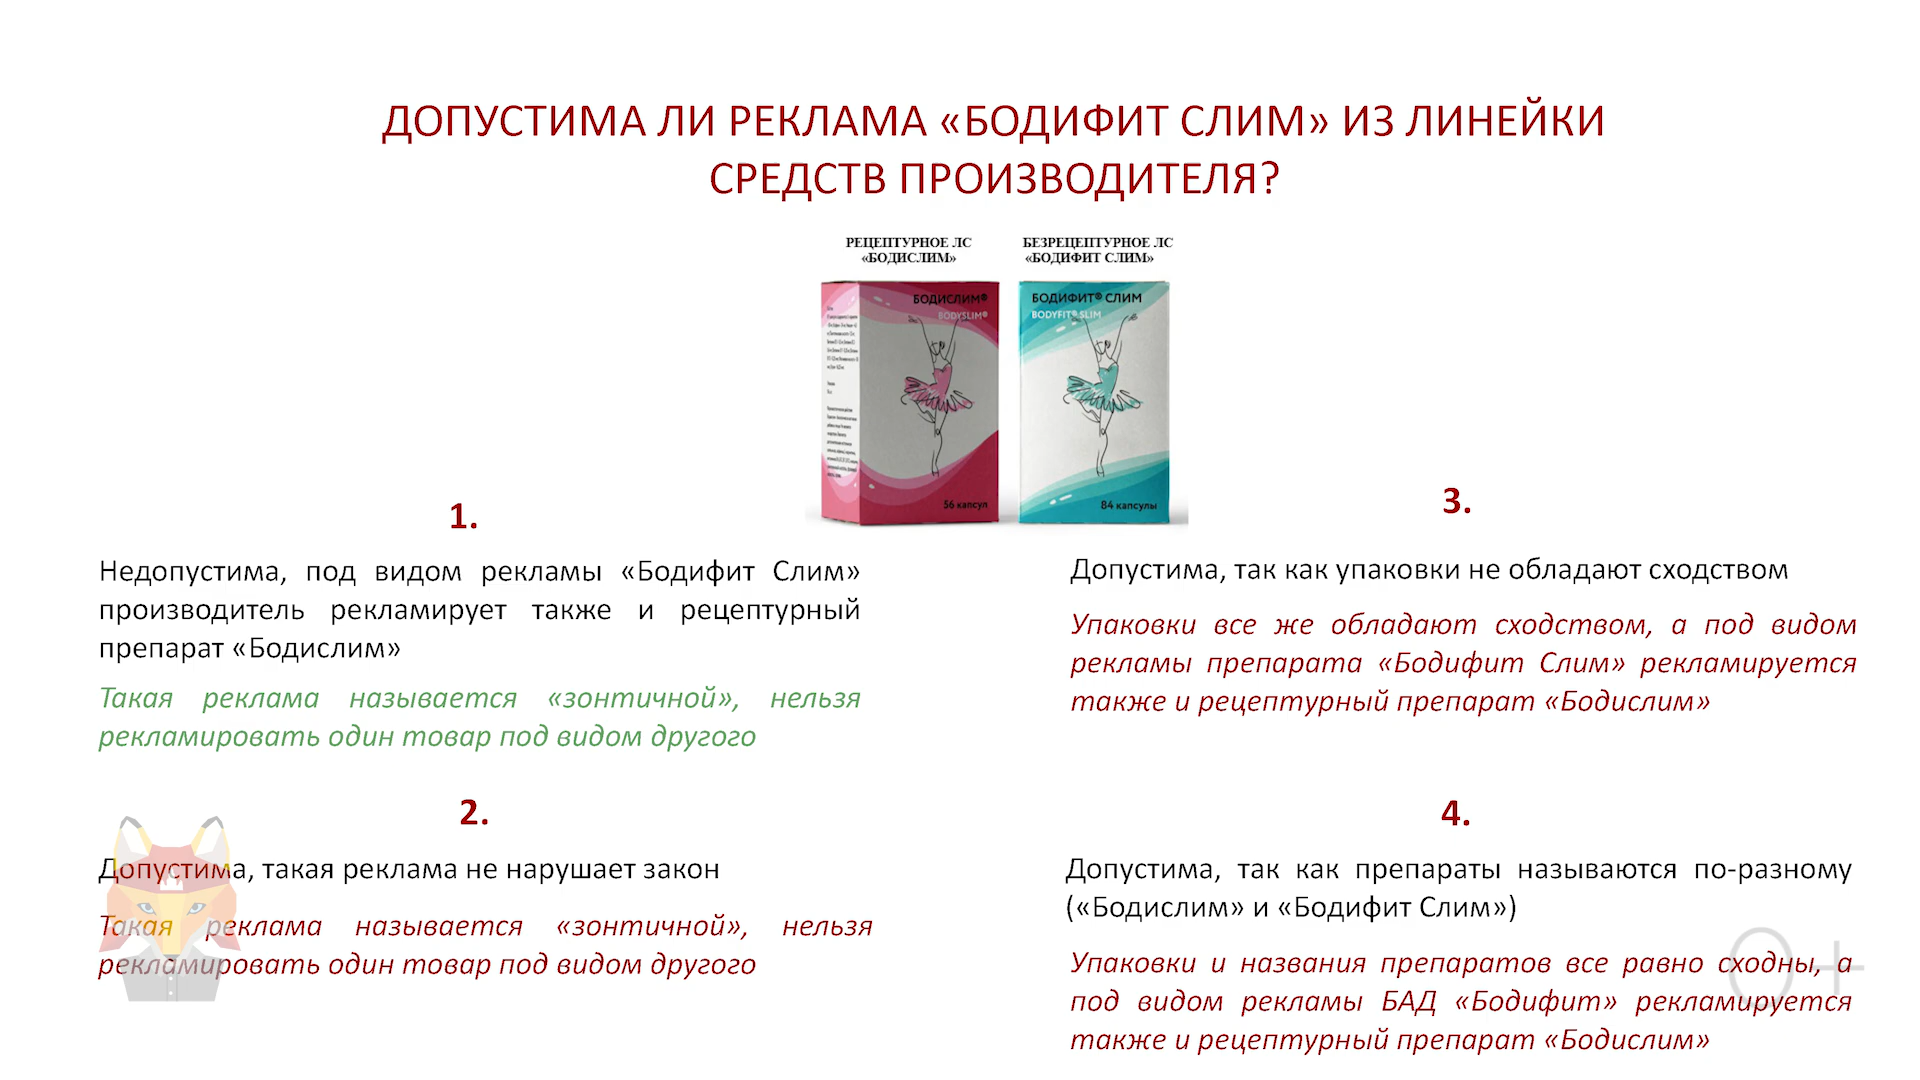 ДОПУСТИМА ЛИ РЕКЛАМА «БОДИФИТ СЛИМ» ИЗ ЛИНЕЙКИ
СРЕДСТВ ПРОИЗВОДИТЕЛЯ?
РЕЦЕПТУРНОЕ ЛС
«БОДИСЛИМ»
БЕЗРЕЦЕПТУРНОЕ ЛС
«БОДИФИТ СЛИМ»
БОДИСЛИМ®
BODYSLIM®
56 капсул
БОДИФИТ® СЛИМ
BODYFIT® SLIM
84 капсулы
1.
Недопустима, под видом рекламы «Бодифит Слим»
производитель рекламирует также и рецептурный
препарат «Бодислим»
Такая реклама называется «зонтичной», нельзя
рекламировать один товар под видом другого
2.
Допустима, такая реклама не нарушает закон
Такая реклама называется «зонтичной», нельзя
рекламировать один товар под видом другого
3.
Допустима, так как упаковки не обладают сходством
Упаковки все же обладают сходством, а под видом
рекламы препарата «Бодифит Слим» рекламируется
также и рецептурный препарат «Бодислим»
4.
Допустима, так как препараты называются по-разному
(«Бодислим» и «Бодифит Слим»)
Упаковки и названия препаратов все равно сходны, а
под видом рекламы БАД «Бодифит» рекламируется
также и рецептурный препарат «Бодислим»
0+